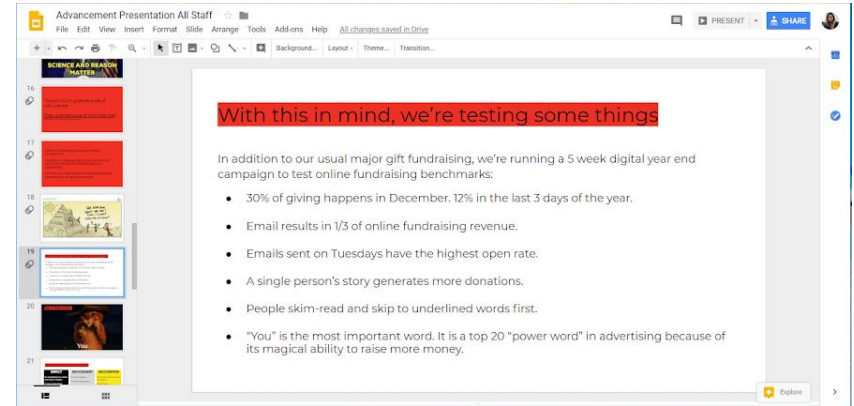 Advancement Presentation All Staff
File Edit View Insert Format Slide Arrange Tools Add-ons Help All changes saved in Drive
PRESENT
SHARE
Background... Layout Theme... Transition...
SCIENCE AND REASON
MATTER
16
17
18
19
20
You
21
IMPACT
RECOGNITION
With this in mind, we're testing some things
In addition to our usual major gift fundraising, we're running a 5 week digital year end
campaign to test online fundraising benchmarks:
● 30% of giving happens in December. 12% in the last 3 days of the year.
● Email results in 1/3 of online fundraising revenue.
● Emails sent on Tuesdays have the highest open rate.
● A single person's story generates more donations.
● People skim-read and skip to underlined words first.
● "You" is the most important word. It is a top 20 "power word" in advertising because of
its magical ability to raise more money.
Explore